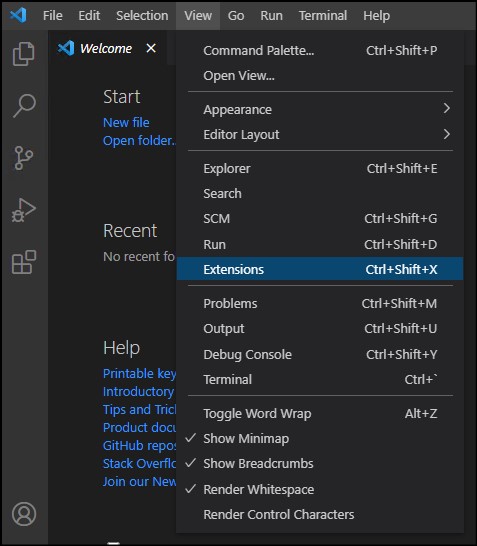 File Edit Selection View Go Run Terminal Help
Welcome
Start
New file
Open folder..
Recent
No recent fo
Help
Printable key
Introductory
Tips and Tric
Product docu
GitHub repos
Stack Overflo
Join our New
Command Palette... Ctrl+Shift+P
Open View...
Appearance
Editor Layout
Explorer Ctrl+Shift+E
Search
SCM Ctrl+Shift+G
Run Ctrl+Shift+D
Extensions Ctrl+Shift+X
Problems Ctrl+Shift+M
Output Ctrl+Shift+U
Debug Console Ctrl+Shift+Y
Terminal Ctrl+`
Toggle Word Wrap Alt+Z
Show Minimap
Show Breadcrumbs
Render Whitespace
Render Control Characters